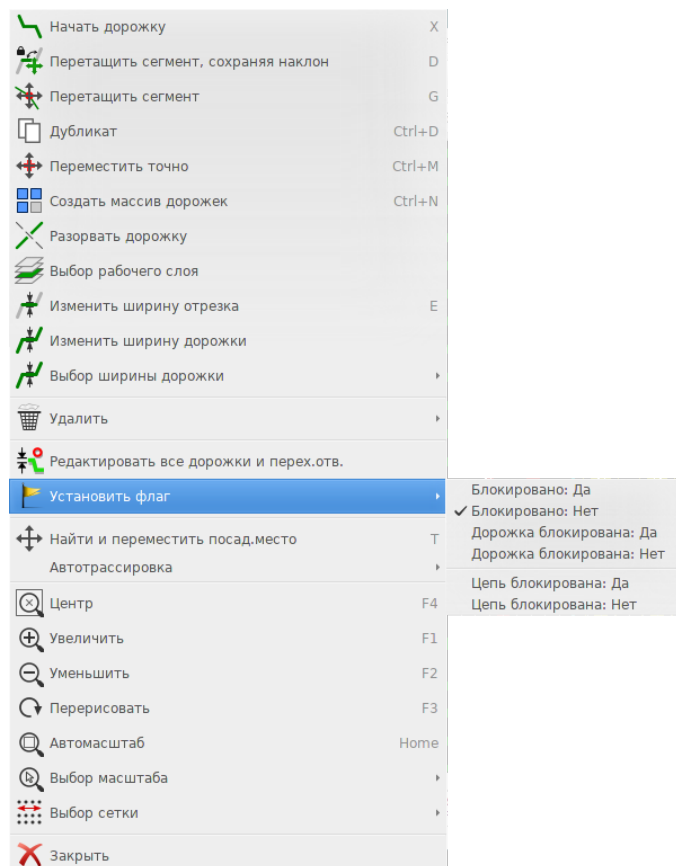 Начать дорожку X
Перетащить сегмент, сохраняя наклон D
Перетащить сегмент G
Дубликат Ctrl+D
Переместить точно Ctrl+M
Создать массив дорожек Ctrl+N
Разорвать дорожку
Выбор рабочего слоя
Изменить ширину отрезка E
Изменить ширину дорожки
Выбор ширины дорожки
Удалить
Редактировать все дорожки и перех.отв.
Установить флаг
Блокировано: Да
Блокировано: Нет
Дорожка блокирована: Да
Дорожка блокирована: Нет
Цепь блокирована: Да
Цепь блокирована: Нет
Найти и переместить посад.место T
Автотрассировка
Центр F4
Увеличить F1
Уменьшить F2
Перерисовать F3
Автомасштаб Home
Выбор масштаба
Выбор сетки
Закрыть